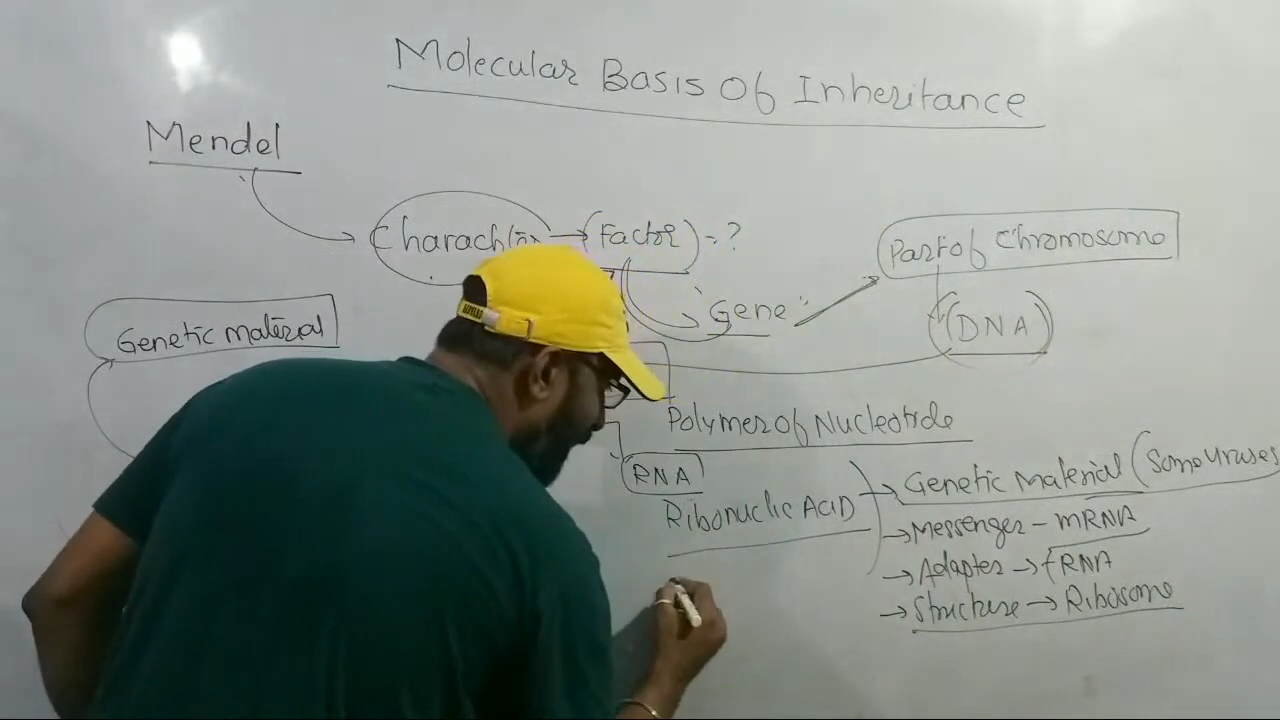 Molecular Basis Of Inheritance
Mendel
Factor - ?
Part of Chromosome
"Gene"
(DNA)
Genetic material
Polymer of Nucleotide
RNA
Ribonuclic Acid
→ Genetic Material (Some Viruses
→ Messenger - mRNA
→ Adapter → tRNA
→ Structure → Ribosome